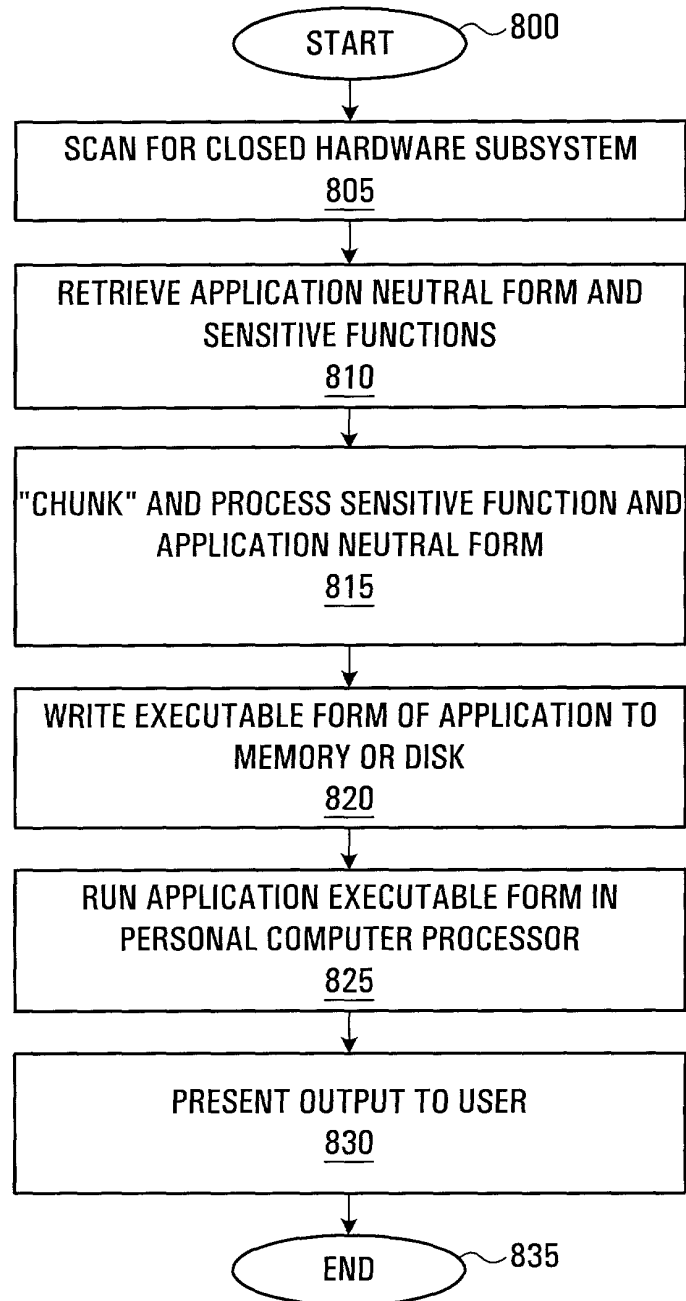 START
800
SCAN FOR CLOSED HARDWARE SUBSYSTEM
805
RETRIEVE APPLICATION NEUTRAL FORM AND
SENSITIVE FUNCTIONS
810
"CHUNK" AND PROCESS SENSITIVE FUNCTION AND
APPLICATION NEUTRAL FORM
815
WRITE EXECUTABLE FORM OF APPLICATION TO
MEMORY OR DISK
820
RUN APPLICATION EXECUTABLE FORM IN
PERSONAL COMPUTER PROCESSOR
825
PRESENT OUTPUT TO USER
830
END
835